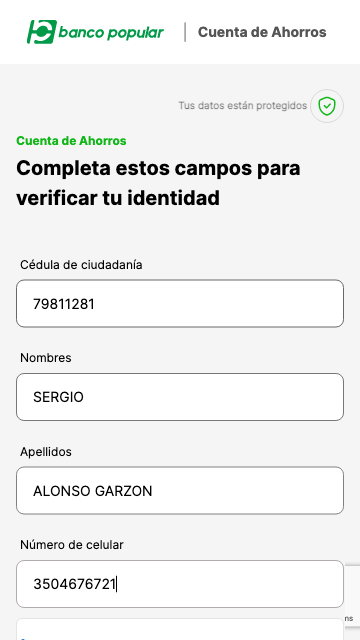 banco popular | Cuenta de Ahorros
Tus datos están protegidos
Cuenta de Ahorros
Completa estos campos para
verificar tu identidad
Cédula de ciudadanía
79811281
Nombres
SERGIO
Apellidos
ALONSO GARZON
Número de celular
3504676721
ms